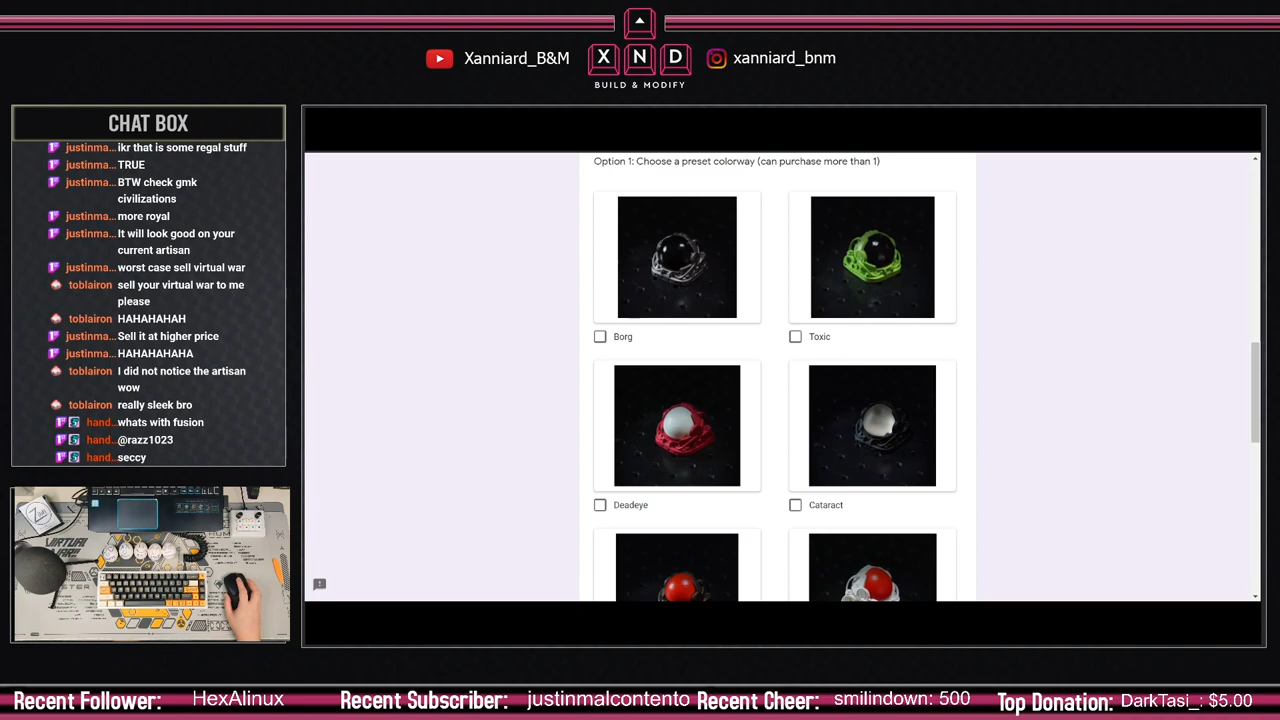 Xanniard_B&M
X N D
BUILD & MODIFY
xanniard_bnm
CHAT BOX
justinma... ikr that is some regal stuff
justinma... TRUE
justinma... BTW check gmk
civilizations
justinma... more royal
justinma... It will look good on your
current artisan
justinma... worst case sell virtual war
toblairon sell your virtual war to me
please
toblairon HAHAHAHAH
justinma... Sell it at higher price
justinma... HAHAHAHAHA
toblairon I did not notice the artisan
wow
toblairon really sleek bro
hand... whats with fusion
hand... @razz1023
hand... seccy
Option 1: Choose a preset colorway (can purchase more than 1)
Borg
Toxic
Deadeye
Cataract
Recent Follower: HexAlinux
Recent Subscriber: justinmalcontento
Recent Cheer: smilindown: 500
Top Donation: DarkTasi_: $5.00